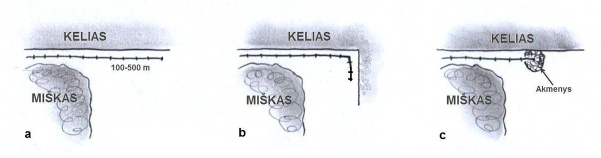 KELIAS
100-500 m
MIŠKAS
a
KELIAS
MIŠKAS
b
KELIAS
Akmenys
MIŠKAS
c